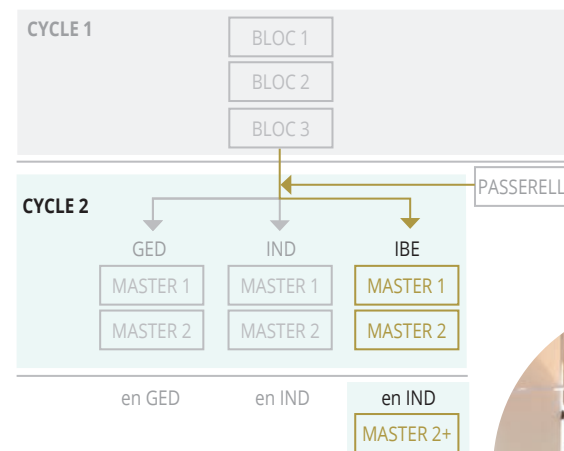 CYCLE 1
BLOC 1
BLOC 2
BLOC 3
PASSERELL
CYCLE 2
GED IND IBE
MASTER 1 MASTER 1 MASTER 1
MASTER 2 MASTER 2 MASTER 2
en GED en IND en IND
MASTER 2+